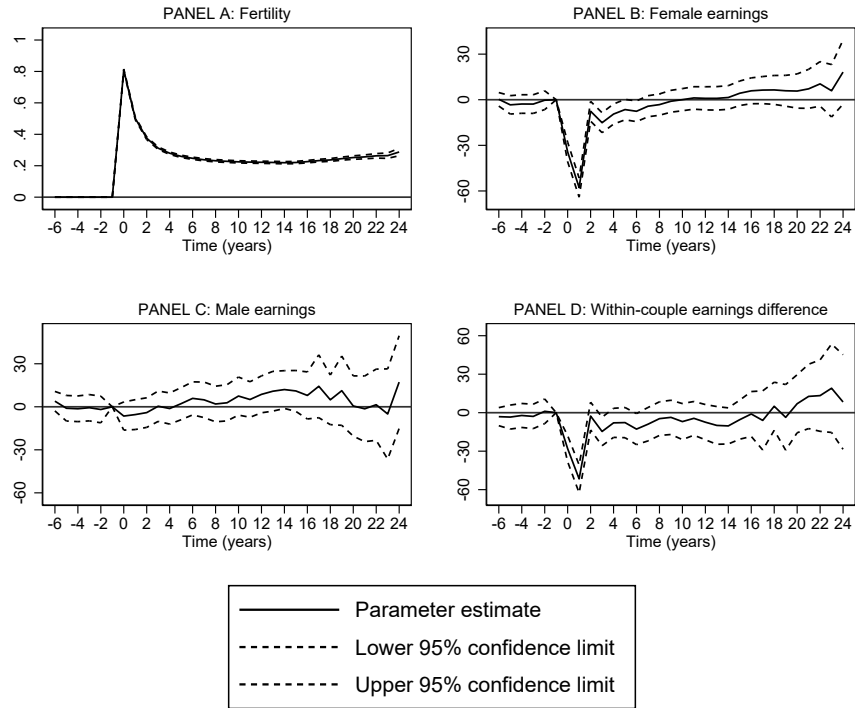 PANEL A: Fertility
1
.8
.6
.4
.2
0
-6 -4 -2 0 2 4 6 8 10 12 14 16 18 20 22 24
Time (years)
PANEL B: Female earnings
30
0
-30
-60
-6 -4 -2 0 2 4 6 8 10 12 14 16 18 20 22 24
Time (years)
PANEL C: Male earnings
30
0
-30
-60
-6 -4 -2 0 2 4 6 8 10 12 14 16 18 20 22 24
Time (years)
PANEL D: Within-couple earnings difference
60
30
0
-30
-60
-6 -4 -2 0 2 4 6 8 10 12 14 16 18 20 22 24
Time (years)
Parameter estimate
Lower 95% confidence limit
Upper 95% confidence limit